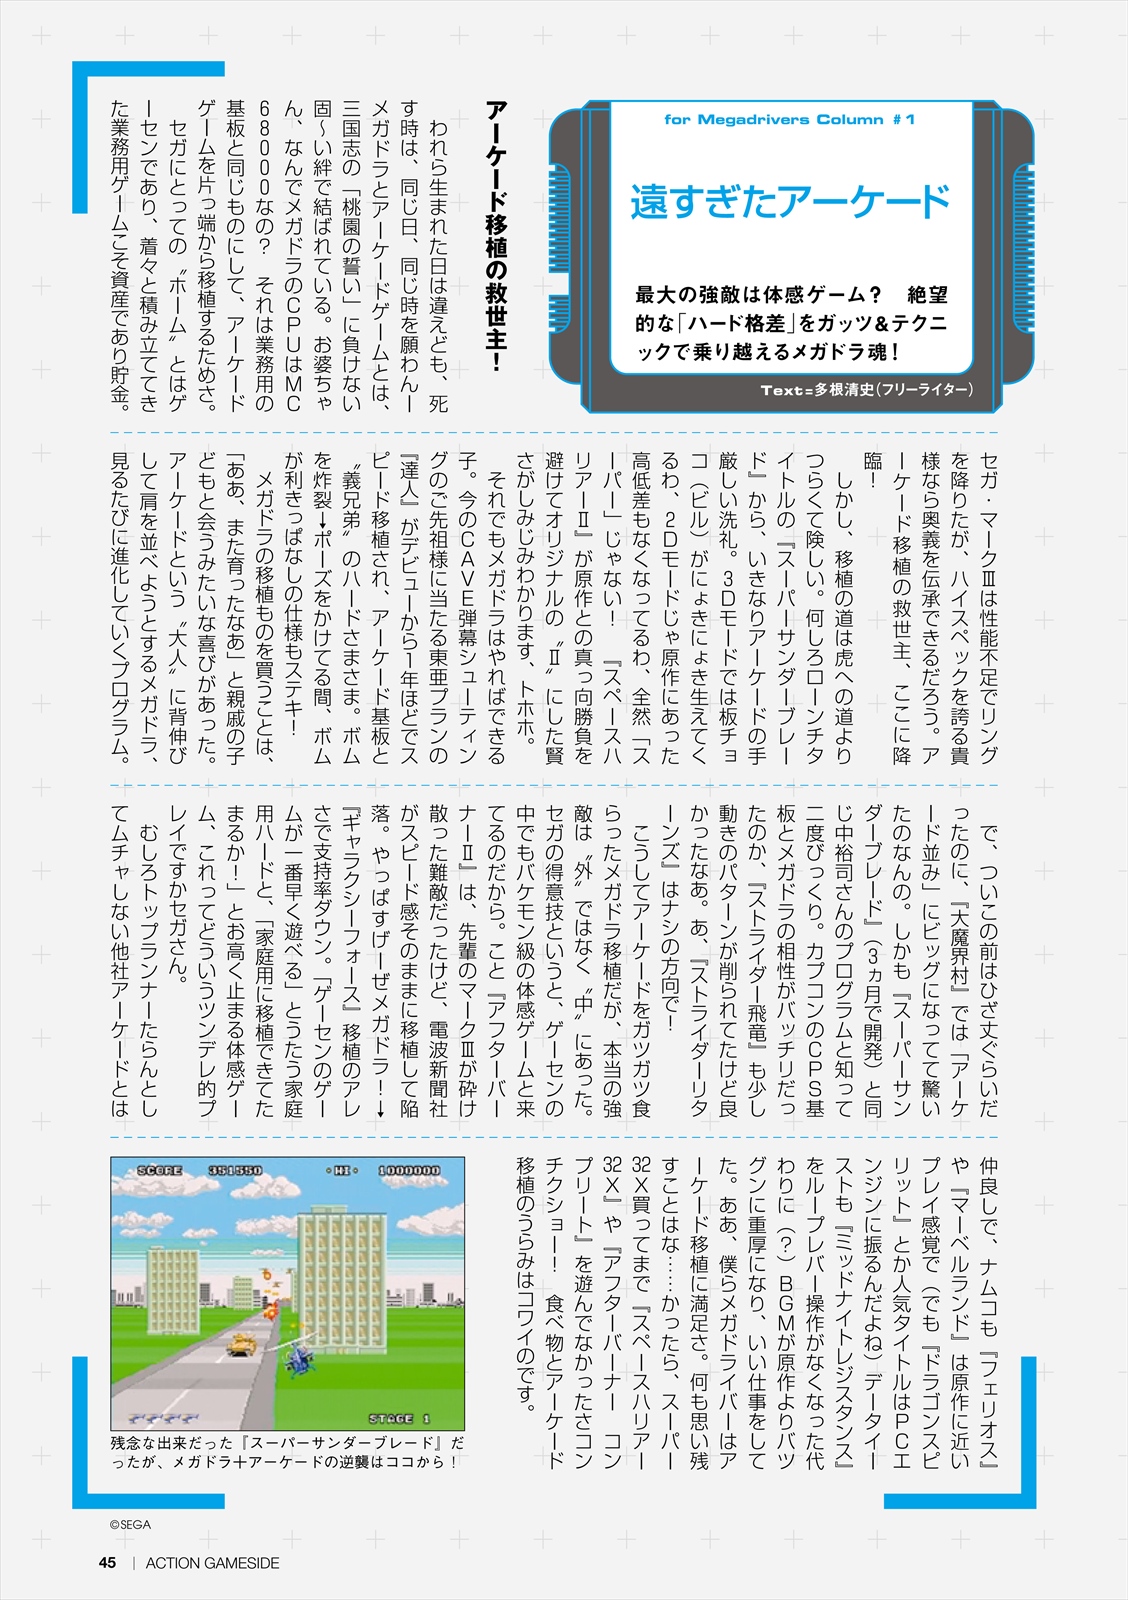 for Megadrivers Column #1
遠すぎたアーケード
最大の強敵は体感ゲーム？　絶望
的な「ハード格差」をガッツ&テクニ
ックで乗り越えるメガドラ魂！
Text=多根清史（フリーライター）
アーケード移植の救世主！
われら生まれた日は違えども、死
す時は、同じ日、同じ時を願わんー
メガドラとアーケードゲームとは、
三国志の「桃園の誓い」に負けない
固〜い絆で結ばれている。お婆ちゃ
ん、なんでメガドラのCPUはMC
68000なの？　それは業務用の
基板と同じものにして、アーケード
ゲームを片っ端から移植するためさ。
セガにとっての〝ホーム〟とはゲ
ーセンであり、着々と積み立ててき
た業務用ゲームこそ資産であり貯金。
セガ・マークⅢは性能不足でリング
を降りたが、ハイスペックを誇る貴
様なら奥義を伝承できるだろう。ア
ーケード移植の救世主、ここに降
臨！
しかし、移植の道は虎への道より
つらくて険しい。何しろローンチタ
イトルの『スーパーサンダーブレー
ド』から、いきなりアーケードの手
厳しい洗礼。3Dモードでは板チョ
コ（ビル）がにょきにょき生えてく
るわ、2Dモードじゃ原作にあった
高低差もなくなってるわ、全然「ス
ーパー」じゃない！　『スペースハ
リアーⅡ』が原作との真っ向勝負を
避けてオリジナルの〝Ⅱ〟にした賢
さがしみじみわかります、トホホ。
それでもメガドラはやればできる
子。今のCAVE弾幕シューティン
グのご先祖様に当たる東亜プランの
『達人』がデビューから1年ほどでス
ピード移植され、アーケード基板と
〝義兄弟〟のハードさまさま。ボム
を炸裂→ポーズをかけてる間、ボム
が利きっぱなしの仕様もステキ！
メガドラの移植ものを買うことは、
「ああ、また育ったなあ」と親戚の子
どもと会うみたいな喜びがあった。
アーケードという〝大人〟に背伸び
して肩を並べようとするメガドラ、
見るたびに進化していくプログラム。
で、ついこの前はひざ丈ぐらいだ
ったのに、『大魔界村』では「アーケ
ード並み」にビッグになってて驚い
たのなんの。しかも『スーパーサン
ダーブレード』（3ヵ月で開発）と同
じ中裕司さんのプログラムと知って
二度びっくり。カプコンのCPS基
板とメガドラの相性がバッチリだっ
たのか、『ストライダー飛竜』も少し
動きのパターンが削られてたけど良
かったなあ。あ、『ストライダーリタ
ーンズ』はナシの方向で！
こうしてアーケードをガツガツ食
らったメガドラ移植だが、本当の強
敵は〝外〟ではなく〝中〟にあった。
セガの得意技というと、ゲーセンの
中でもバケモン級の体感ゲームと来
てるのだから。こと『アフターバー
ナーⅡ』は、先輩のマークⅢが砕け
散った難敵だったけど、電波新聞社
がスピード感そのままに移植して陥
落。やっぱすげーぜメガドラ！→
『ギャラクシーフォース』移植のアレ
さで支持率ダウン。「ゲーセンのゲー
ムが一番早く遊べる」とうたう家庭
用ハードと、「家庭用に移植できてた
まるか！」とお高く止まる体感ゲー
ム、これってどういうツンデレ的プ
レイですかセガさん。
むしろトップランナーたらんとし
てムチャしない他社アーケードとは
仲良しで、ナムコも『フェリオス』
や『マーベルランド』は原作に近い
プレイ感覚で（でも『ドラゴンスピ
リット』とか人気タイトルはPCエ
ンジンに振るんだよね）データイー
ストも『ミッドナイトレジスタンス』
をループレバー操作がなくなった代
わりに（？）BGMが原作よりバツ
グンに重厚になり、いい仕事をして
た。ああ、僕らメガドライバーはア
ーケード移植に満足さ。何も思い残
すことはな……かったら、スーパー
32X買ってまで『スペースハリアー
32X』や『アフターバーナー　コン
プリート』を遊んでなかったさコン
チクショー！　食べ物とアーケード
移植のうらみはコワイのです。
SCORE 351550 ・HI・ 1000000
STAGE 1
残念な出来だった『スーパーサンダーブレード』だ
ったが、メガドラ＋アーケードの逆襲はココから！
©SEGA
45 | ACTION GAMESIDE